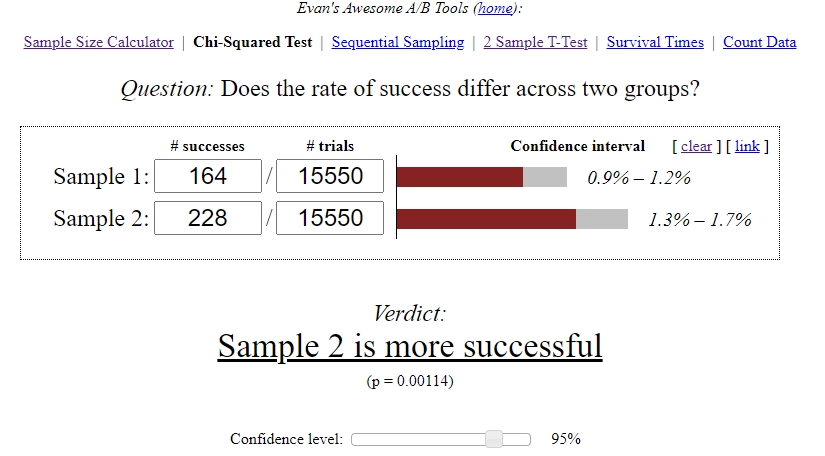 Evan's Awesome A/B Tools (home):
Sample Size Calculator | Chi-Squared Test | Sequential Sampling | 2 Sample T-Test | Survival Times | Count Data
Question: Does the rate of success differ across two groups?
# successes # trials Confidence interval [ clear ] [ link ]
Sample 1: 164 / 15550 0.9% – 1.2%
Sample 2: 228 / 15550 1.3% – 1.7%
Verdict:
Sample 2 is more successful
(p = 0.00114)
Confidence level: 95%